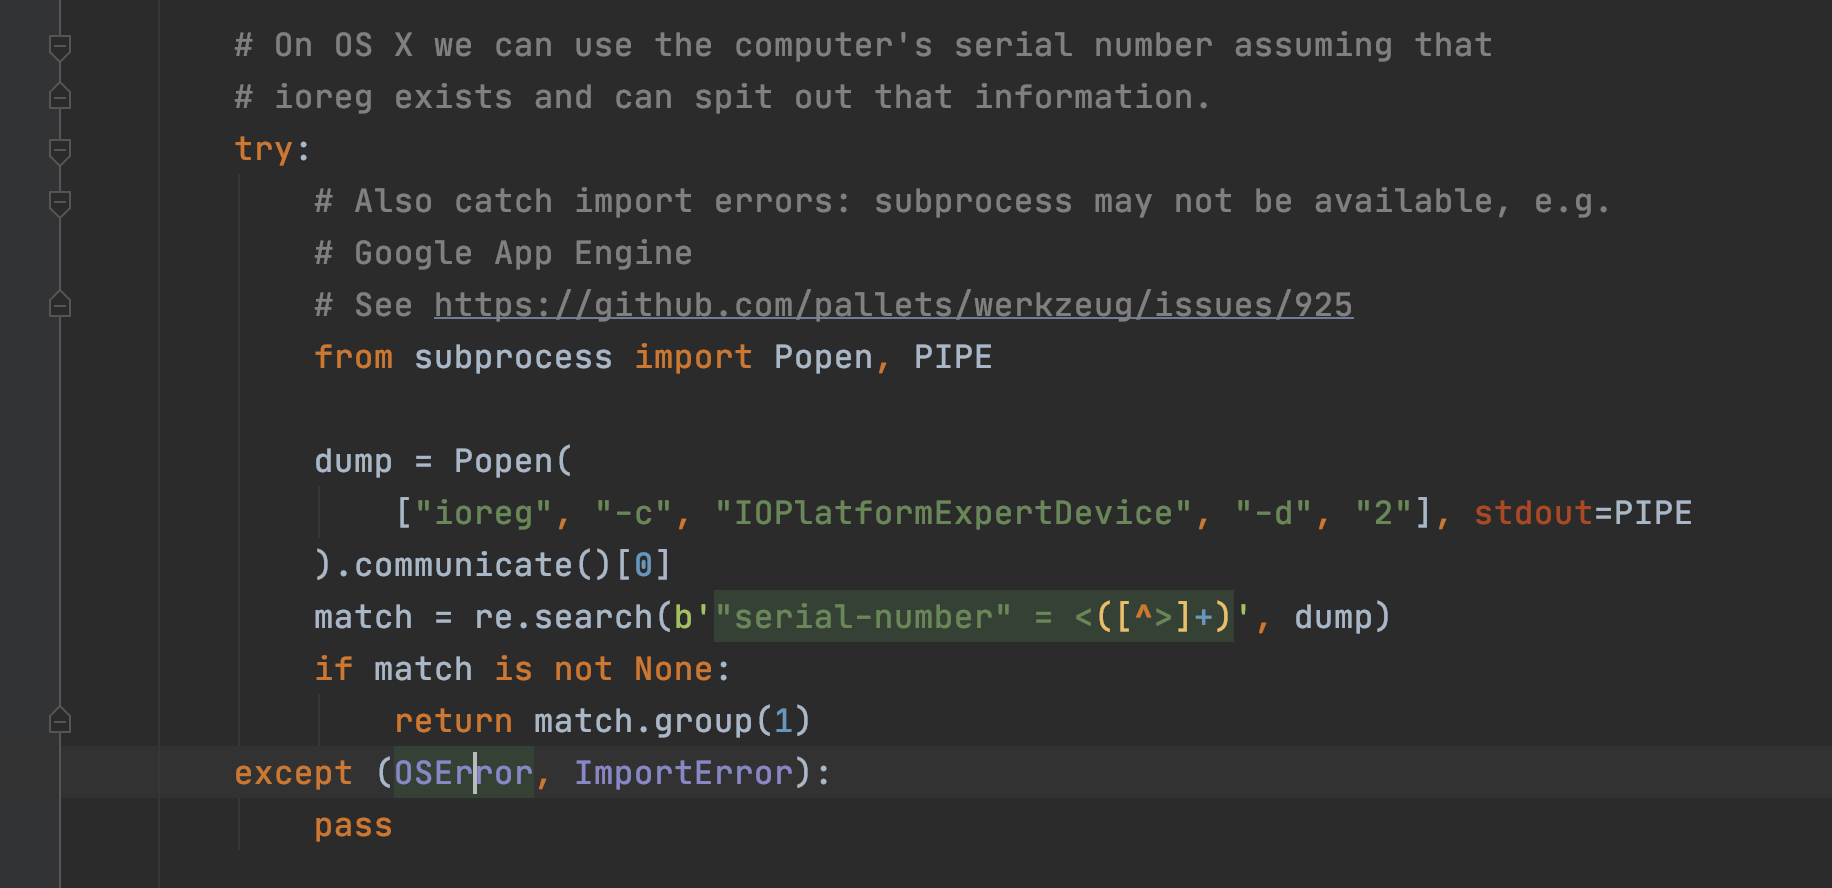 # On OS X we can use the computer's serial number assuming that
# ioreg exists and can spit out that information.
try:
# Also catch import errors: subprocess may not be available, e.g.
# Google App Engine
# See https://github.com/pallets/werkzeug/issues/925
from subprocess import Popen, PIPE
dump = Popen(
["ioreg", "-c", "IOPlatformExpertDevice", "-d", "2"], stdout=PIPE
).communicate()[0]
match = re.search(b'"serial-number" = <([^>]+)', dump)
if match is not None:
return match.group(1)
except (OSError, ImportError):
pass